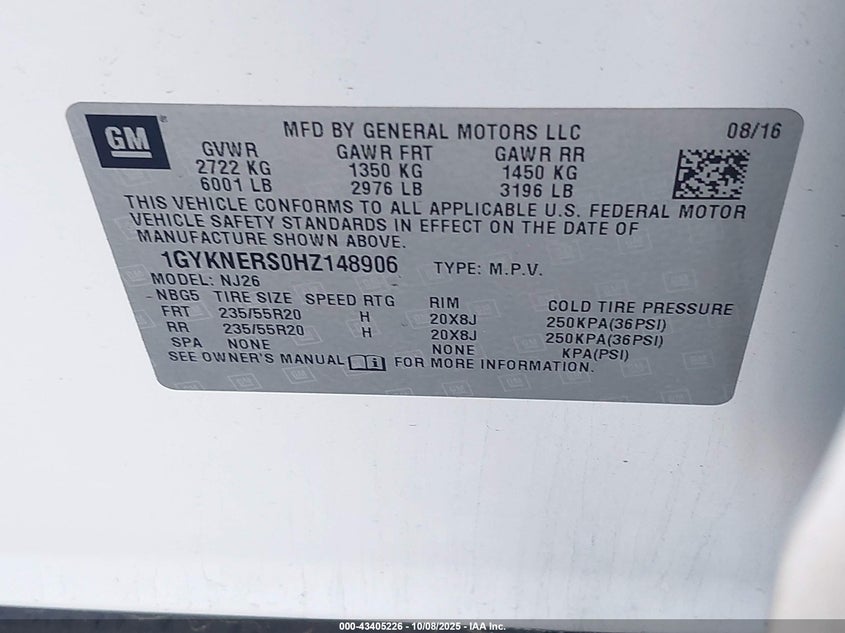 GM
MFD BY GENERAL MOTORS LLC 08/16
GVWR GAWR FRT GAWR RR
2722 KG 1350 KG 1450 KG
6001 LB 2976 LB 3196 LB
THIS VEHICLE CONFORMS TO ALL APPLICABLE U.S. FEDERAL MOTOR
VEHICLE SAFETY STANDARDS IN EFFECT ON THE DATE OF
MANUFACTURE SHOWN ABOVE.
1GYKNERS0HZ148906 TYPE: M.P.V.
MODEL: NJ26
NBG5 TIRE SIZE SPEED RTG RIM COLD TIRE PRESSURE
FRT 235/55R20 H 20X8J 250KPA(36PSI)
RR 235/55R20 H 20X8J 250KPA(36PSI)
SPA NONE NONE KPA(PSI)
SEE OWNER'S MANUAL FOR MORE INFORMATION.
000-43405226 - 10/08/2025 - IAA Inc.